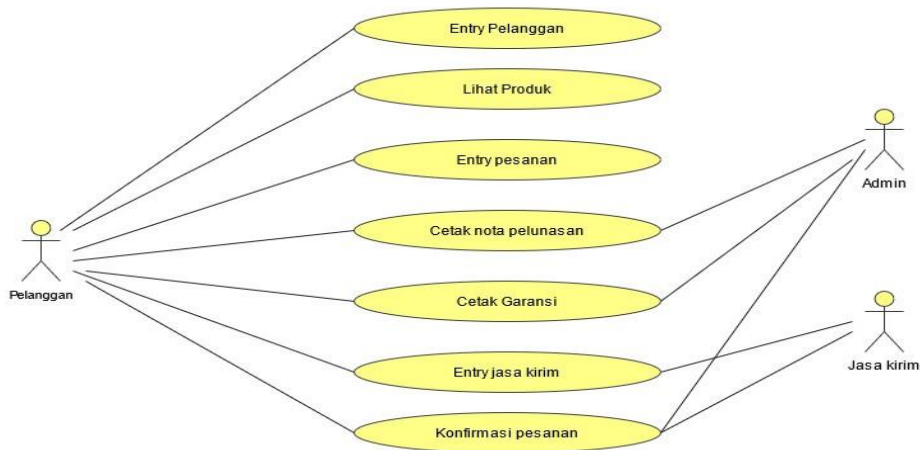 Entry Pelanggan
Lihat Produk
Entry pesanan
Cetak nota pelunasan
Cetak Garansi
Entry jasa kirim
Konfirmasi pesanan
Pelanggan
Admin
Jasa kirim